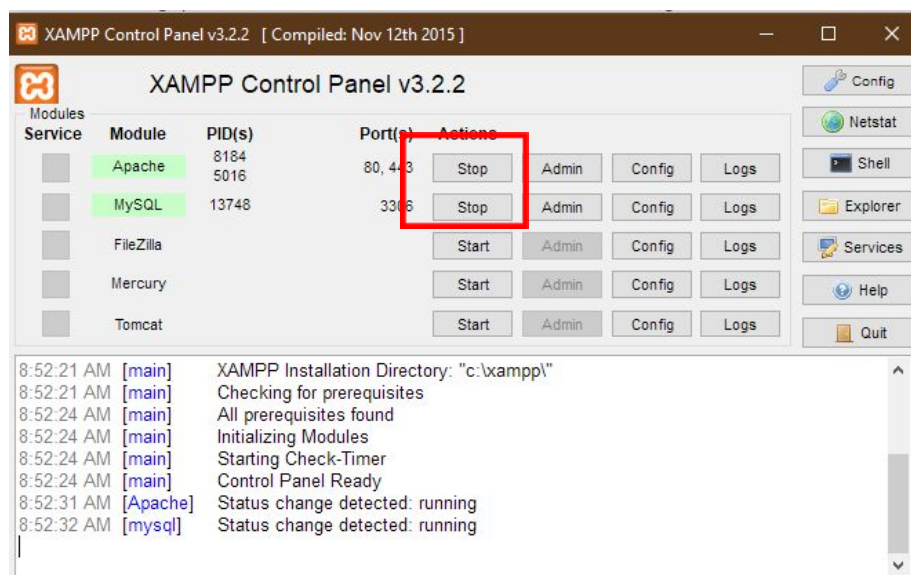 XAMPP Control Panel v3.2.2 [ Compiled: Nov 12th 2015 ]
XAMPP Control Panel v3.2.2
Config
Modules
Service Module PID(s) Port(s) Actions
Netstat
Apache 8184 5016 80, 443 Stop Admin Config Logs
Shell
MySQL 13748 3306 Stop Admin Config Logs
Explorer
FileZilla Start Admin Config Logs
Services
Mercury Start Admin Config Logs
Help
Tomcat Start Admin Config Logs
Quit
8:52:21 AM [main] XAMPP Installation Directory: "c:\xampp\"
8:52:21 AM [main] Checking for prerequisites
8:52:24 AM [main] All prerequisites found
8:52:24 AM [main] Initializing Modules
8:52:24 AM [main] Starting Check-Timer
8:52:24 AM [main] Control Panel Ready
8:52:31 AM [Apache] Status change detected: running
8:52:32 AM [mysql] Status change detected: running